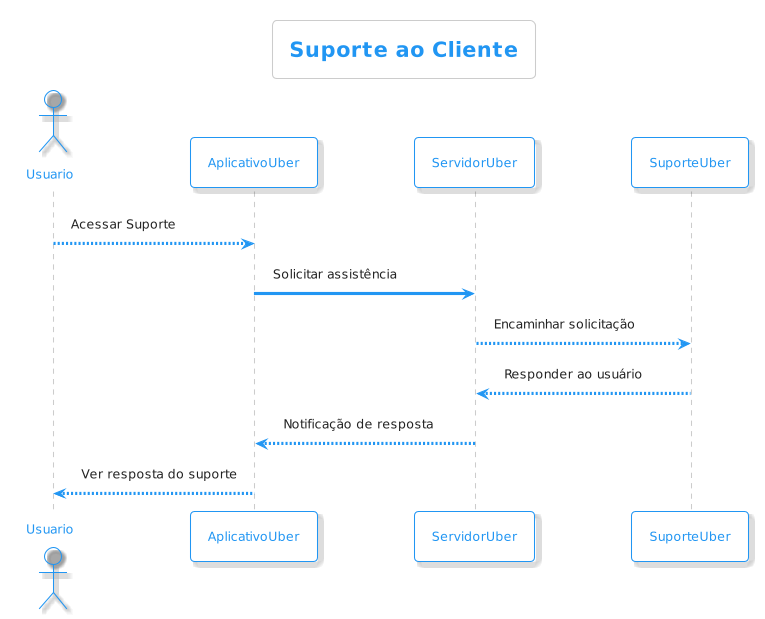 Suporte ao Cliente
Usuario
AplicativoUber
ServidorUber
SuporteUber
Acessar Suporte
Solicitar assistência
Encaminhar solicitação
Responder ao usuário
Notificação de resposta
Ver resposta do suporte
Usuario
AplicativoUber
ServidorUber
SuporteUber